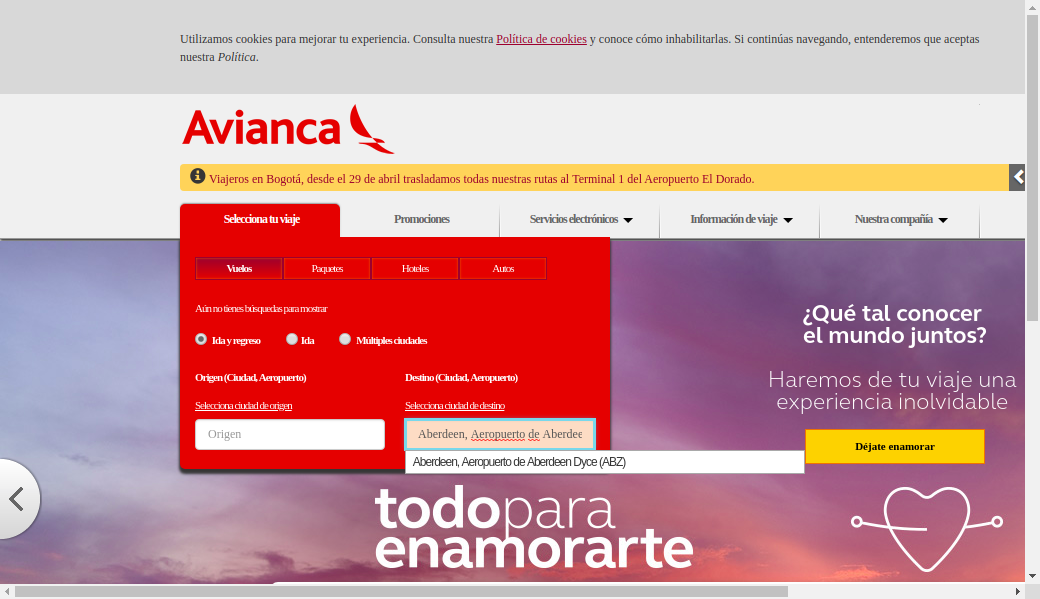 Utilizamos cookies para mejorar tu experiencia. Consulta nuestra Política de cookies y conoce cómo inhabilitarlas. Si continúas navegando, entenderemos que aceptas
nuestra Política.
Avianca
Viajeros en Bogotá, desde el 29 de abril trasladamos todas nuestras rutas al Terminal 1 del Aeropuerto El Dorado.
Selecciona tu viaje Promociones Servicios electrónicos Información de viaje Nuestra compañía
Vuelos Paquetes Hoteles Autos
Aún no tienes búsquedas para mostrar
Ida y regreso Ida Múltiples ciudades
Origen (Ciudad, Aeropuerto) Destino (Ciudad, Aeropuerto)
Selecciona ciudad de origen Selecciona ciudad de destino
Origen Aberdeen, Aeropuerto de Aberdee
Aberdeen, Aeropuerto de Aberdeen Dyce (ABZ)
¿Qué tal conocer
el mundo juntos?
Haremos de tu viaje una
experiencia inolvidable
Déjate enamorar
todopara
enamorarte